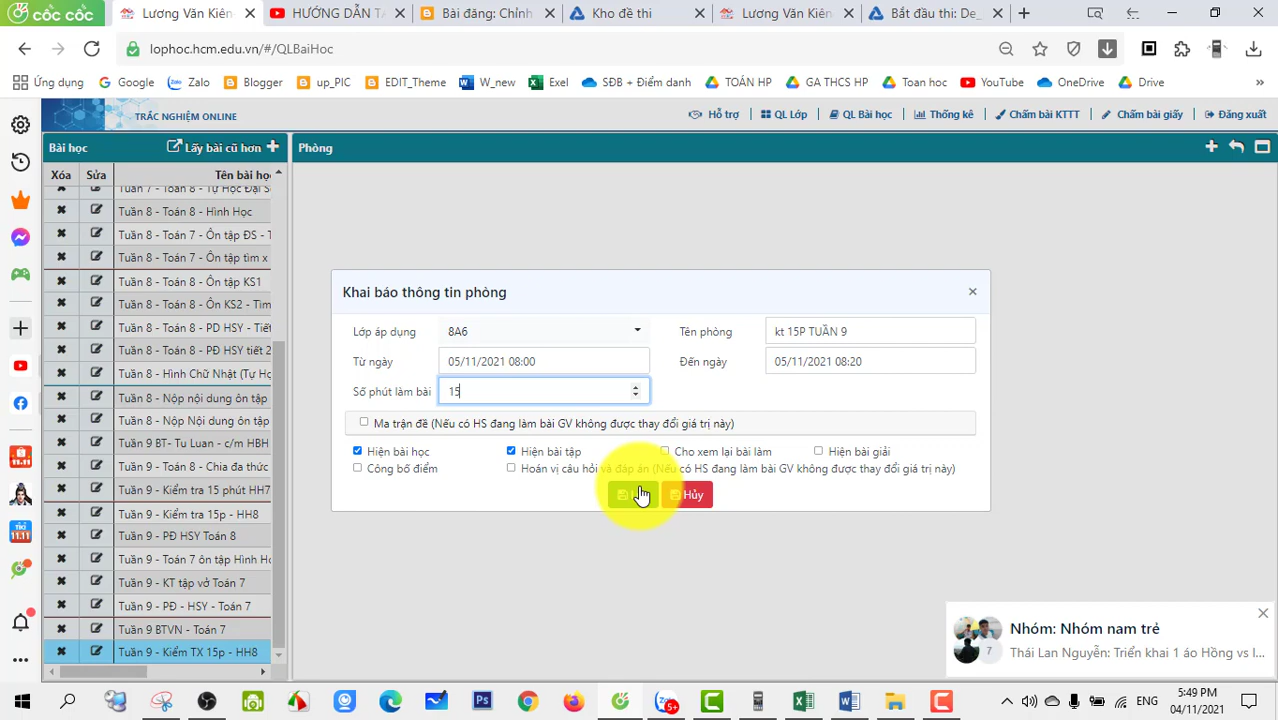 cốc cốc
Lương Văn Kiên
HƯỚNG DẪN TẠ
Bài đăng chính
Kho đề thi
Lương Văn Kiên
Bắt đầu thi: De_
lophoc.hcm.edu.vn/#/QLBaiHoc
Ứng dụng
Google
Zalo
Blogger
up_PIC
EDIT_Theme
W_new
Exel
SĐB + Điểm danh
TOÁN HP
GA THCS HP
Toan hoc
YouTube
OneDrive
Drive
TRẮC NGHIỆM ONLINE
Hỗ trợ
QL Lớp
QL Bài học
Thống kê
Chấm bài KTTT
Chấm bài giấy
Đăng xuất
Bài học
Lấy bài cũ hơn
Phòng
Xóa Sửa Tên bài học
Tuần 7 - Toán 8 - Tự Học Đại S
Tuần 8 - Toán 8 - Hình Học
Tuần 8 - Toán 7 - Ôn tập ĐS - T
Tuần 8 - Toán 7 - Ôn tập tìm x
Tuần 8 - Toán 8 - Ôn tập KS1
Tuần 8 - Toán 8 - Ôn KS2 - Tìm
Tuần 8 - Toán 8 - PD HSY - Tiết
Tuần 8 - Toán 8 - PĐ HSY tiết 2
Tuần 8 - Hình Chữ Nhật (Tự Họ
Tuần 8 - Nộp nội dung ôn tập
Tuần 8 - Nộp Nội dung ôn tập
Tuần 9 BT- Tu Luan - c/m HBH
Tuần 9 - Toán 8 - Chia đa thức
Tuần 9 - Kiểm tra 15 phút HH7
Tuần 9 - Kiểm tra 15p - HH8
Tuần 9 - PĐ HSY Toán 8
Tuần 9 - Toán 7 ôn tập Hình H
Tuần 9 - KT tập vở Toán 7
Tuần 9 - PĐ - HSY - Toán 7
Tuần 9 BTVN - Toán 7
Tuần 9 - Kiểm TX 15p - HH8
Khai báo thông tin phòng
Lớp áp dụng 8A6 Tên phòng kt 15P TUẦN 9
Từ ngày 05/11/2021 08:00 Đến ngày 05/11/2021 08:20
Số phút làm bài 15
Ma trận đề (Nếu có HS đang làm bài GV không được thay đổi giá trị này)
Hiện bài học Hiện bài tập Cho xem lại bài làm Hiện bài giải
Công bố điểm Hoán vị câu hỏi và đáp án (Nếu có HS đang làm bài GV không được thay đổi giá trị này)
Hủy
Nhóm: Nhóm nam trẻ
7
Thái Lan Nguyễn: Triển khai 1 áo Hồng vs l...
5+
5:49 PM
04/11/2021